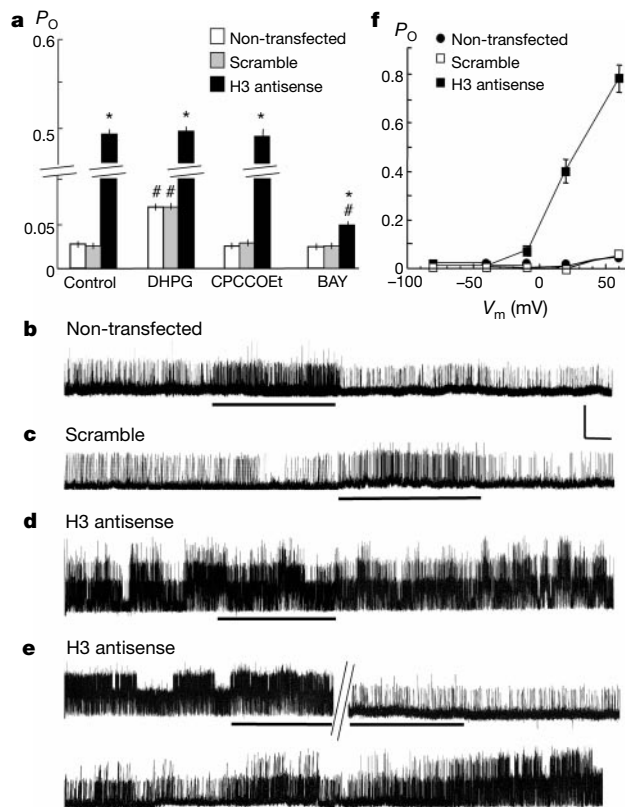 a
P_O
0.6
0.5
0.05
0
Non-transfected
Scramble
H3 antisense
*
*
*
# #
*
#
Control DHPG CPCCOEt BAY
f
P_O
Non-transfected
Scramble
H3 antisense
0.8
0.6
0.4
0.2
0
−100 −50 0 50
V_m (mV)
b Non-transfected
c Scramble
d H3 antisense
e H3 antisense